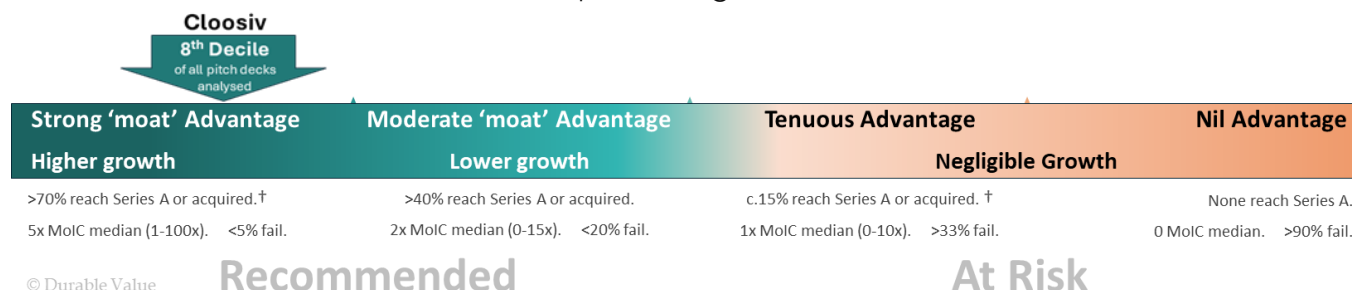 Cloosiv
8th Decile
of all pitch decks
analysed
Strong ‘moat’ Advantage Moderate ‘moat’ Advantage Tenuous Advantage Nil Advantage
Higher growth Lower growth Negligible Growth
>70% reach Series A or acquired.† >40% reach Series A or acquired. c.15% reach Series A or acquired. † None reach Series A.
5x MoIC median (1-100x). <5% fail. 2x MoIC median (0-15x). <20% fail. 1x MoIC median (0-10x). >33% fail. 0 MoIC median. >90% fail.
© Durable Value Recommended At Risk